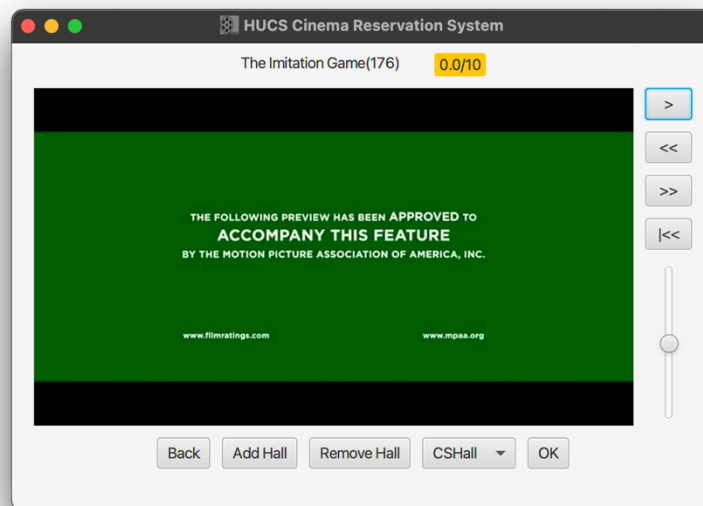 HUCS Cinema Reservation System
The Imitation Game(176) 0.0/10
>
<<
>>
|<<
THE FOLLOWING PREVIEW HAS BEEN APPROVED TO
ACCOMPANY THIS FEATURE
BY THE MOTION PICTURE ASSOCIATION OF AMERICA, INC.
www.filmratings.com www.mpaa.org
Back Add Hall Remove Hall CSHall OK